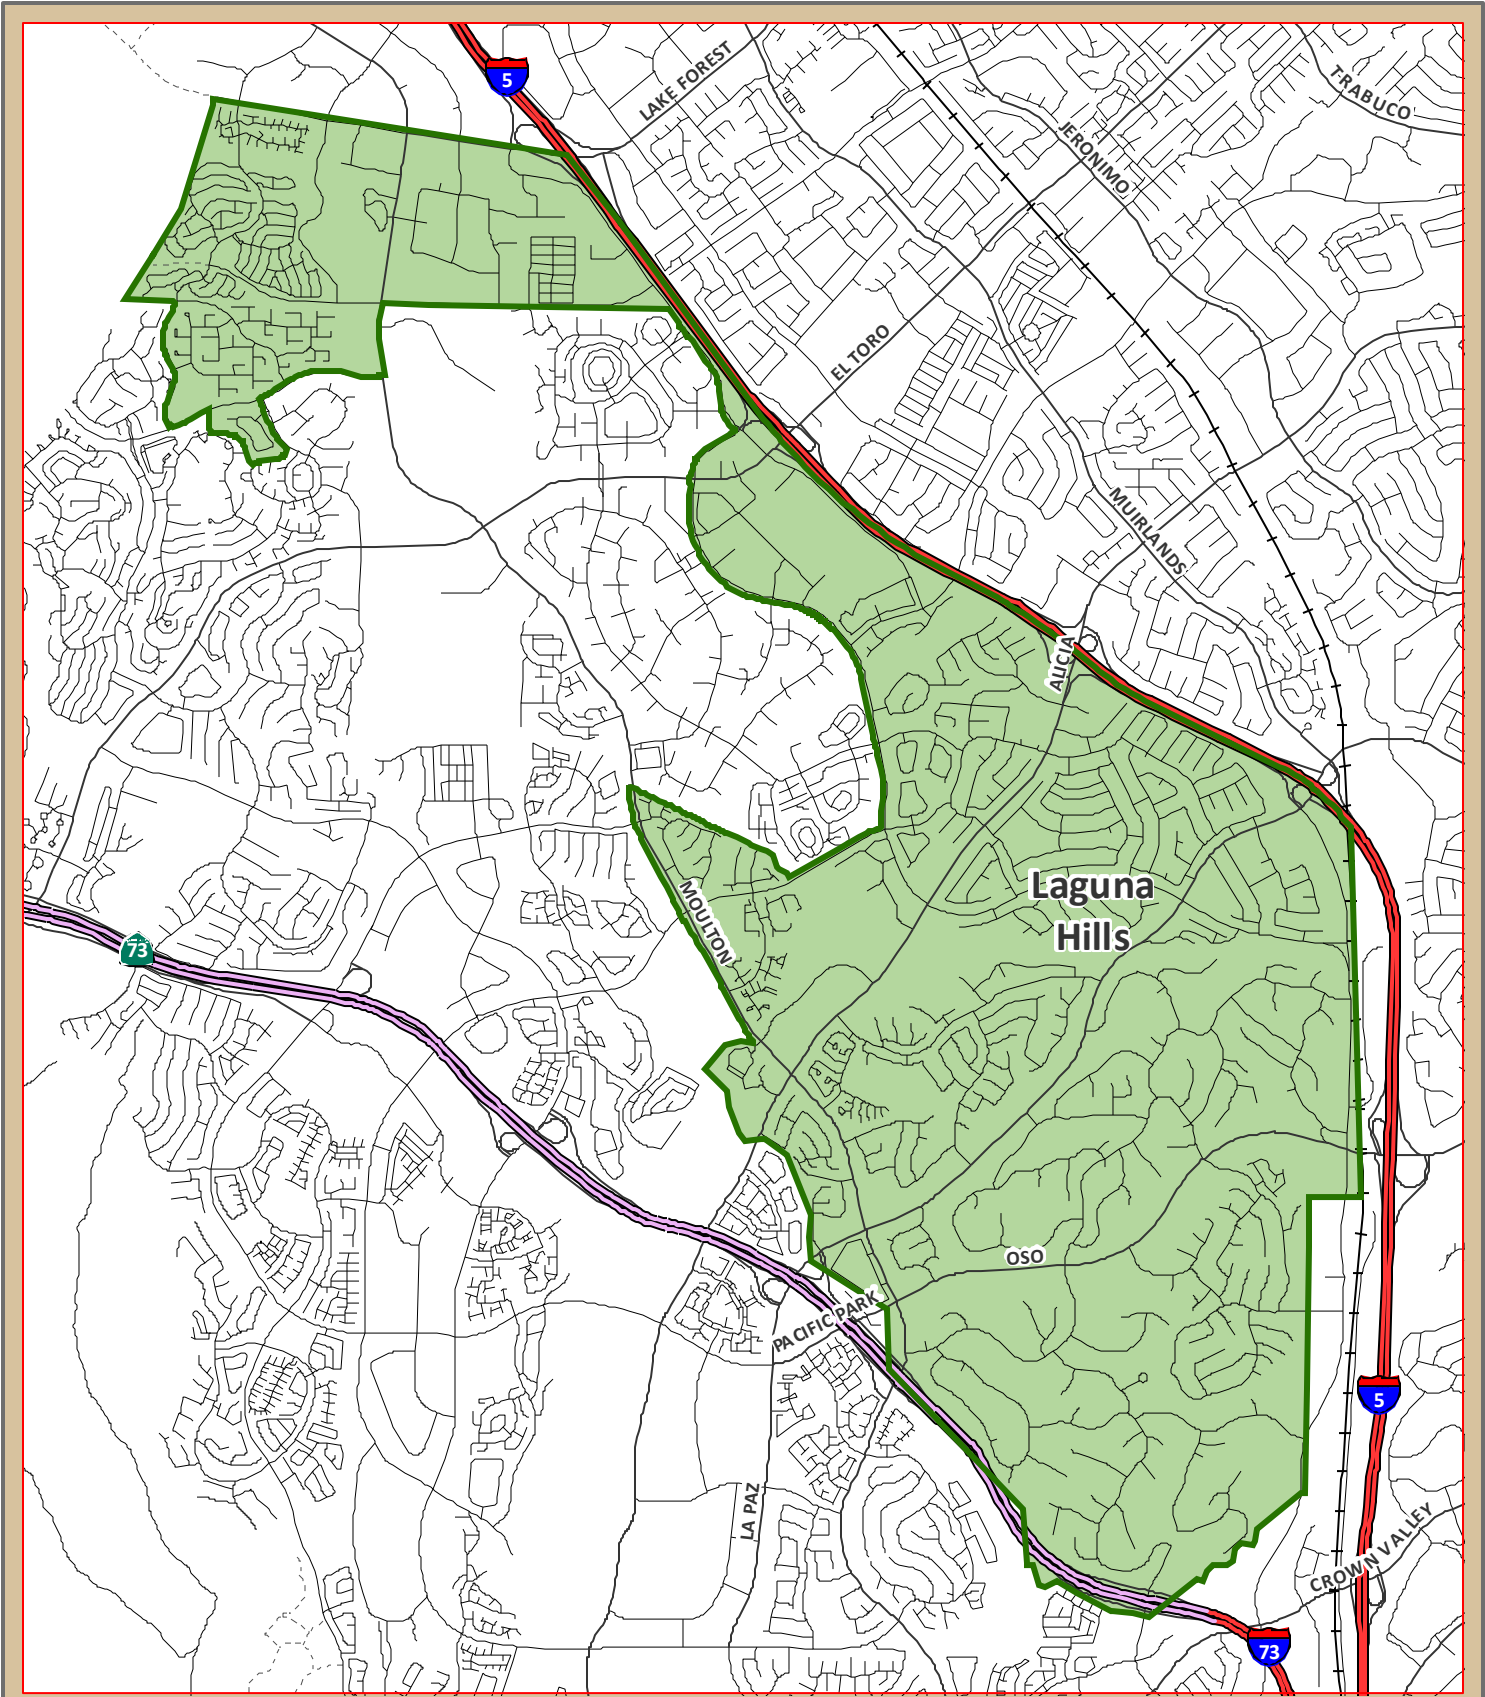 5
LAKE FOREST
TRABUCO
JERONIMO
EL TORO
MUIRLANDS
ALICIA
Laguna
Hills
MOULTON
73
OSO
PACIFIC PARK
5
LA PAZ
CROWN VALLEY
73